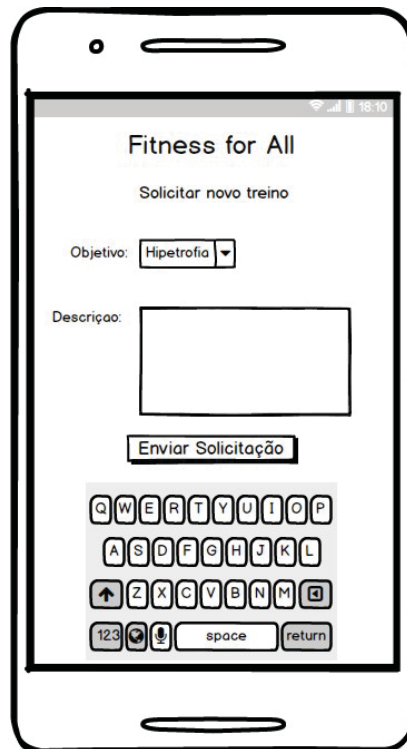 18:10
Fitness for All
Solicitar novo treino
Objetivo: Hipetrofia
Descriçao:
Enviar Solicitação
Q W E R T Y U I O P
A S D F G H J K L
Z X C V B N M
123 space return